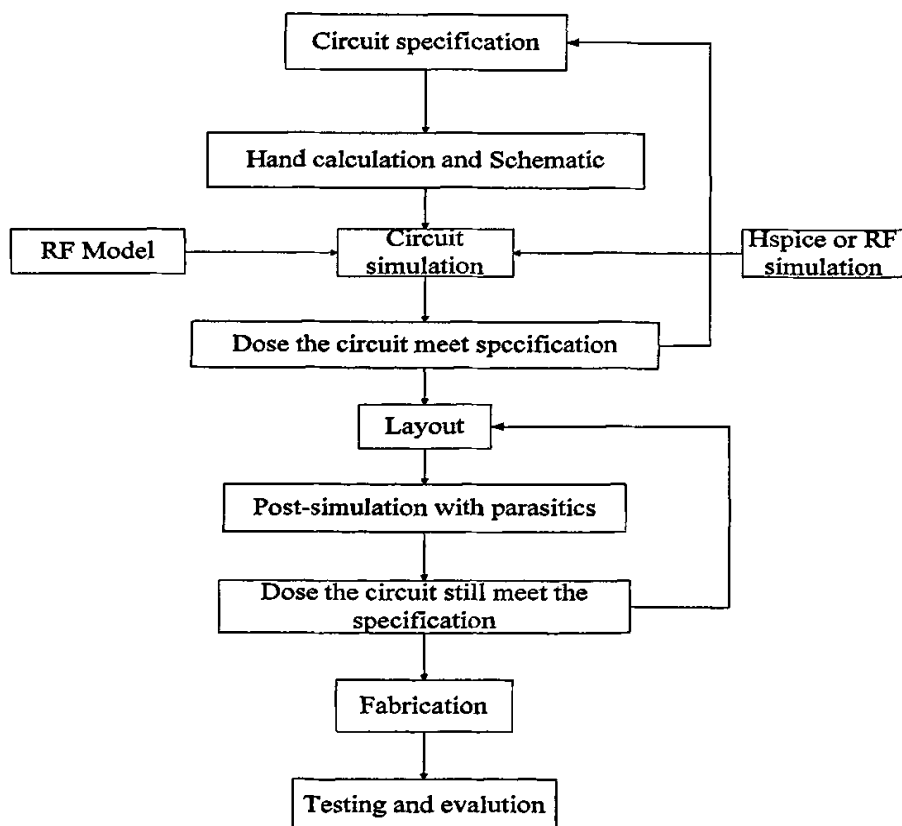 Circuit specification
Hand calculation and Schematic
RF Model
Circuit
simulation
Hspice or RF
simulation
Dose the circuit meet spccification
Layout
Post-simulation with parasitics
Dose the circuit still meet the
specification
Fabrication
Testing and evalution